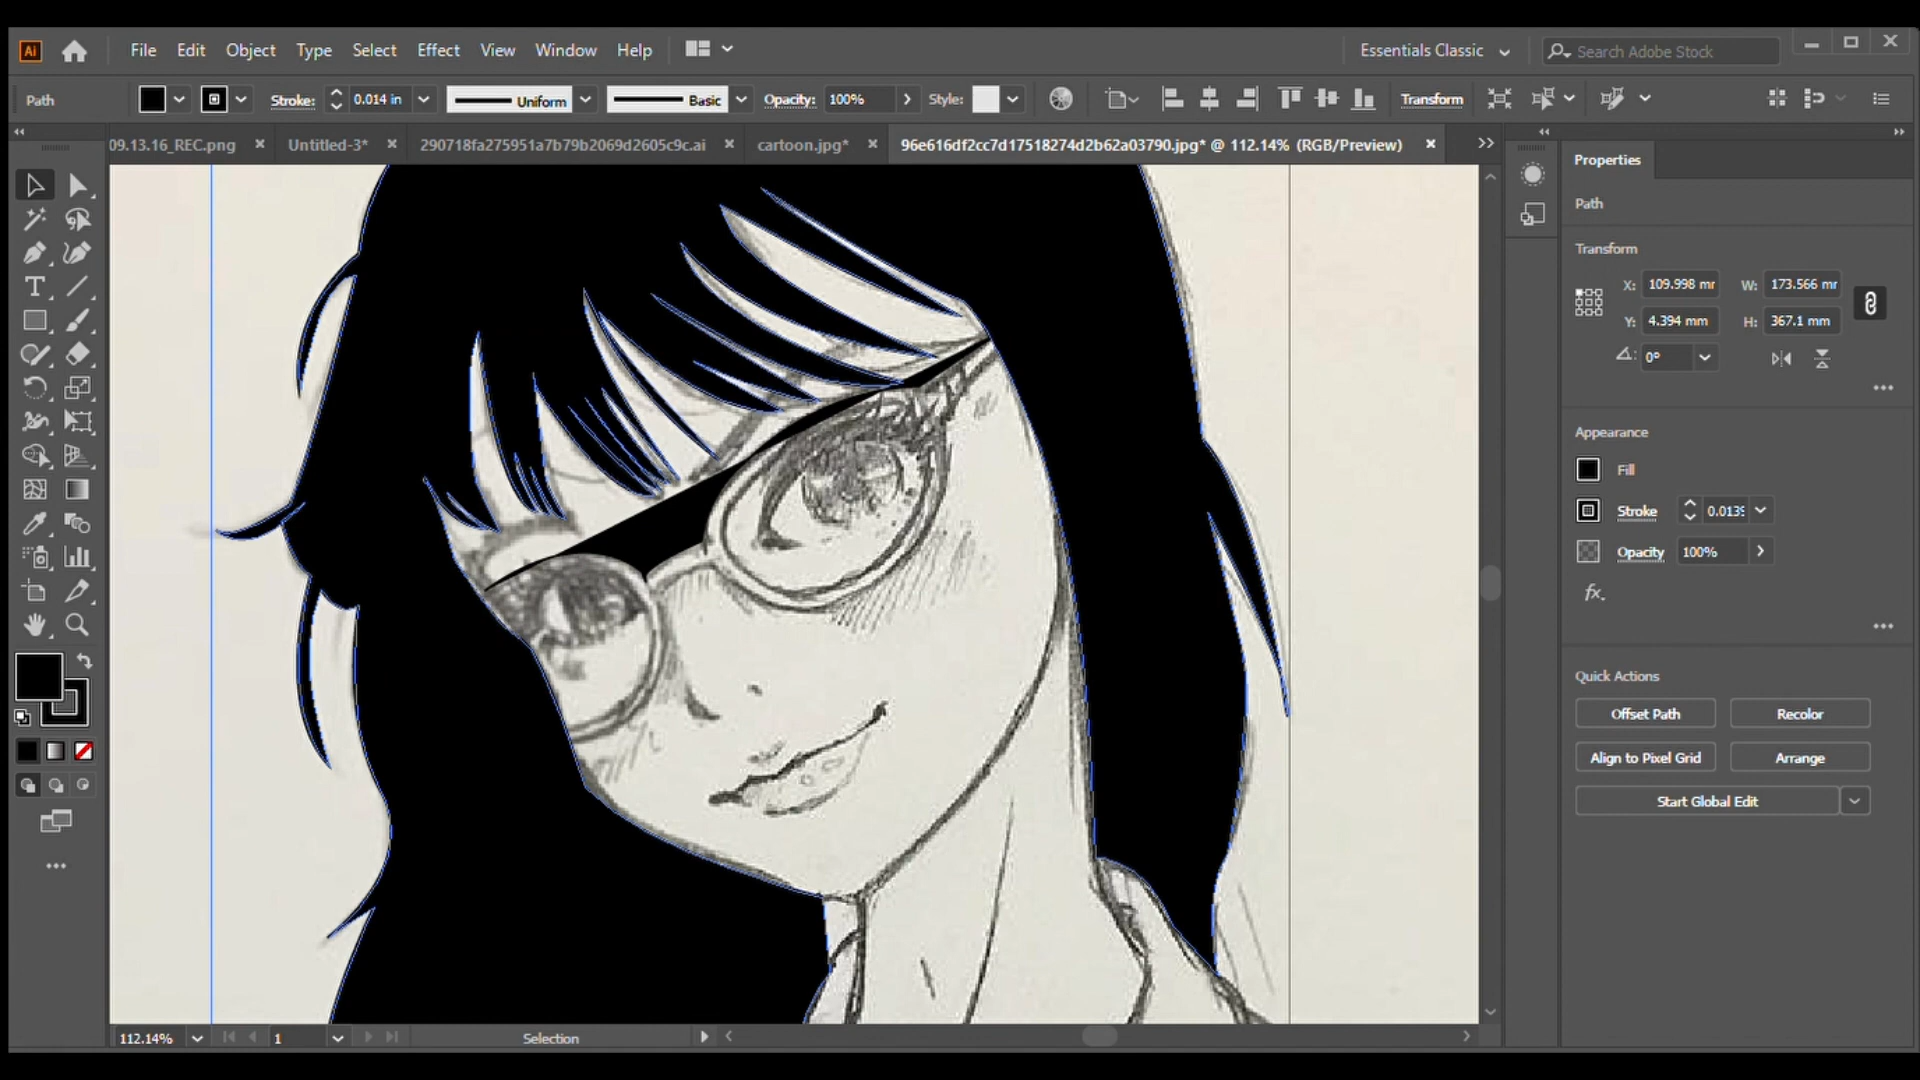 Ai
File Edit Object Type Select Effect View Window Help
Essentials Classic
Search Adobe Stock
Path
Stroke: 0.014 in Uniform Basic Opacity: 100% Style: Transform
09.13.16_REC.png × Untitled-3* × 290718fa275951a7b79b2069d2605c9c.ai × cartoon.jpg* × 96e616df2cc7d17518274d2b62a03790.jpg* @ 112.14% (RGB/Preview) ×
Properties
Path
Transform
X: 109.998 mr W: 173.566 mr
Y: 4.394 mm H: 367.1 mm
0°
Appearance
Fill
Stroke 0.0139
Opacity 100%
fx.
Quick Actions
Offset Path Recolor
Align to Pixel Grid Arrange
Start Global Edit
112.14% 1 Selection